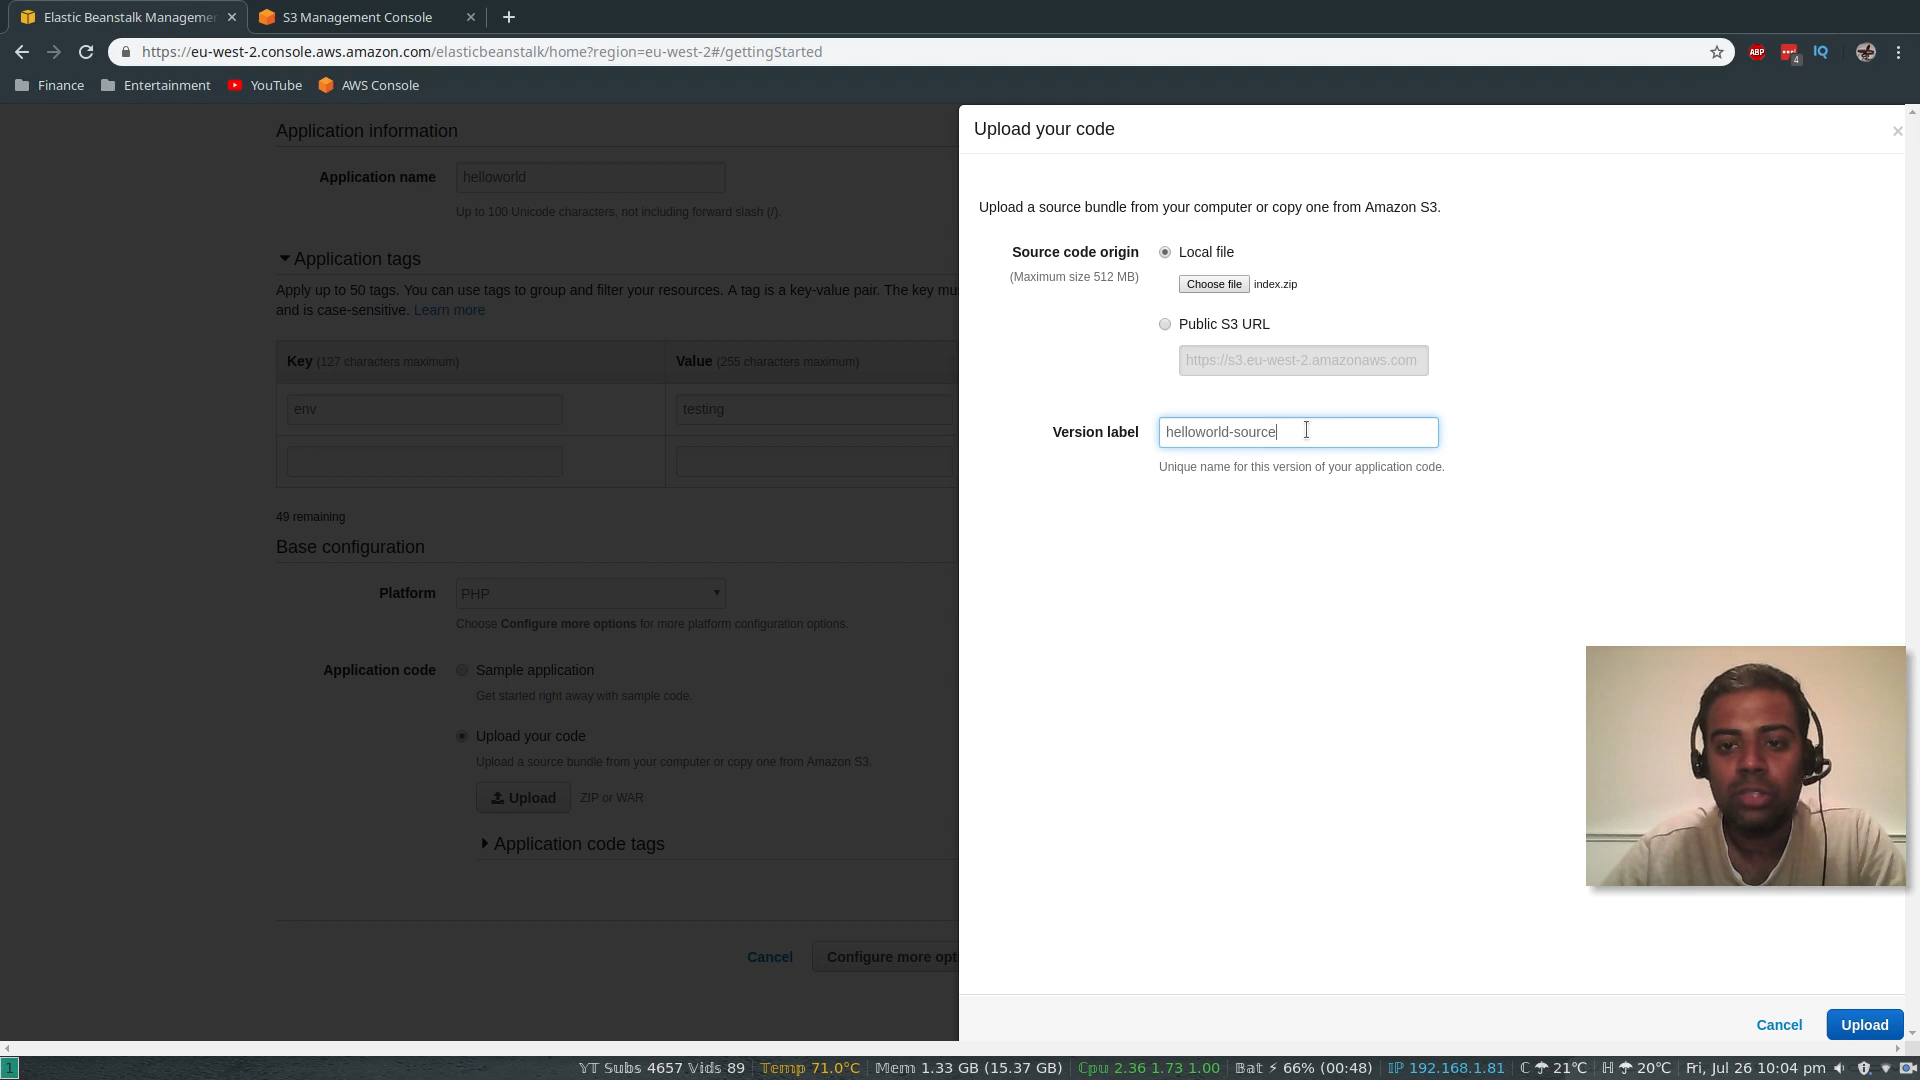 Elastic Beanstalk Managemen
S3 Management Console
https://eu-west-2.console.aws.amazon.com/elasticbeanstalk/home?region=eu-west-2#/gettingStarted
ABP
4
IQ
Finance
Entertainment
YouTube
AWS Console
Application information
Application name
helloworld
Up to 100 Unicode characters, not including forward slash (/).
Application tags
Apply up to 50 tags. You can use tags to group and filter your resources. A tag is a key-value pair. The key mu
and is case-sensitive. Learn more
Key (127 characters maximum)
Value (255 characters maximum)
env
testing
49 remaining
Base configuration
Platform
PHP
Choose Configure more options for more platform configuration options.
Application code
Sample application
Get started right away with sample code.
Upload your code
Upload a source bundle from your computer or copy one from Amazon S3.
Upload
ZIP or WAR
Application code tags
Cancel
Configure more opt
Upload your code
×
Upload a source bundle from your computer or copy one from Amazon S3.
Source code origin
(Maximum size 512 MB)
Local file
Choose file index.zip
Public S3 URL
https://s3.eu-west-2.amazonaws.com
Version label
helloworld-source
Unique name for this version of your application code.
Cancel
Upload
1
YT Subs 4657 Vids 89 Temp 71.0°C Mem 1.33 GB (15.37 GB) Cpu 2.36 1.73 1.00 Bat ⚡ 66% (00:48) IP 192.168.1.81 C ☂ 21℃ H ☂ 20℃ Fri, Jul 26 10:04 pm